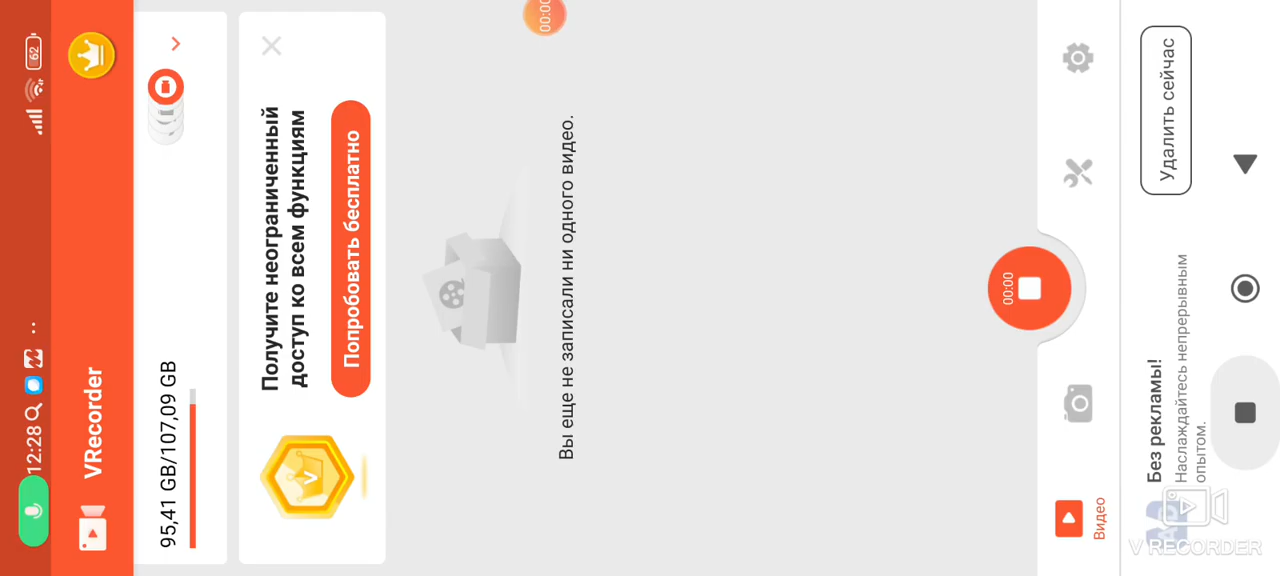 12:28
62
VRecorder
95,41 GB/107,09 GB
Получите неограниченный
доступ ко всем функциям
Попробовать бесплатно
00:00
Вы еще не записали ни одного видео.
00:00
Видео
Без рекламы!
Наслаждайтесь непрерывным
опытом.
Удалить сейчас
V RECORDER